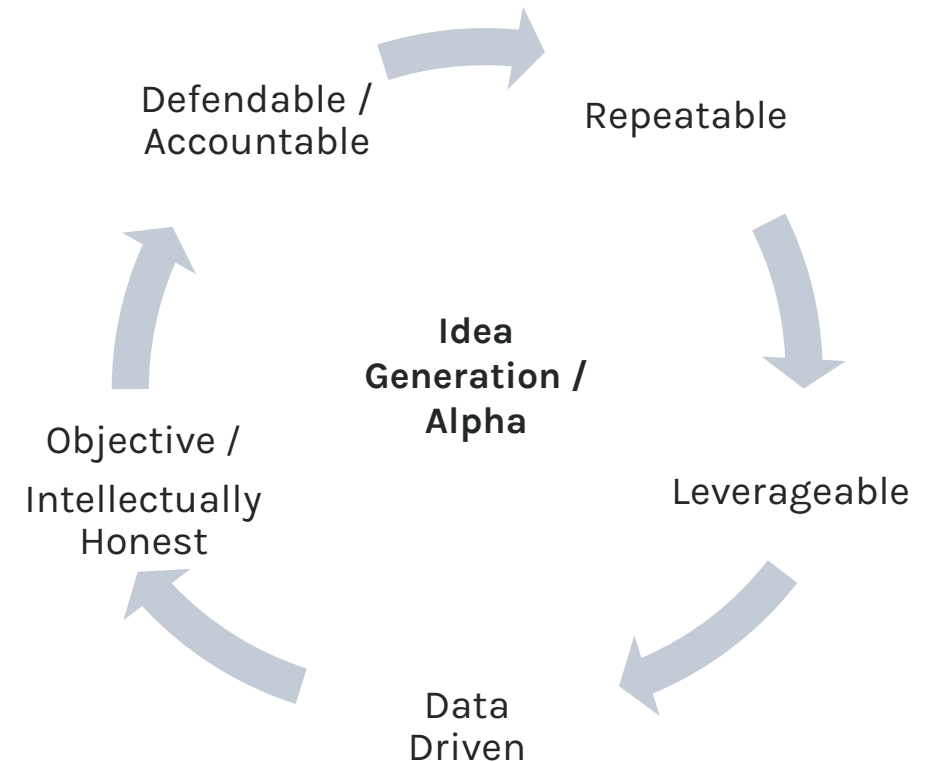 Defendable /
Accountable
Repeatable
Idea
Generation /
Alpha
Objective /
Intellectually
Honest
Leverageable
Data
Driven